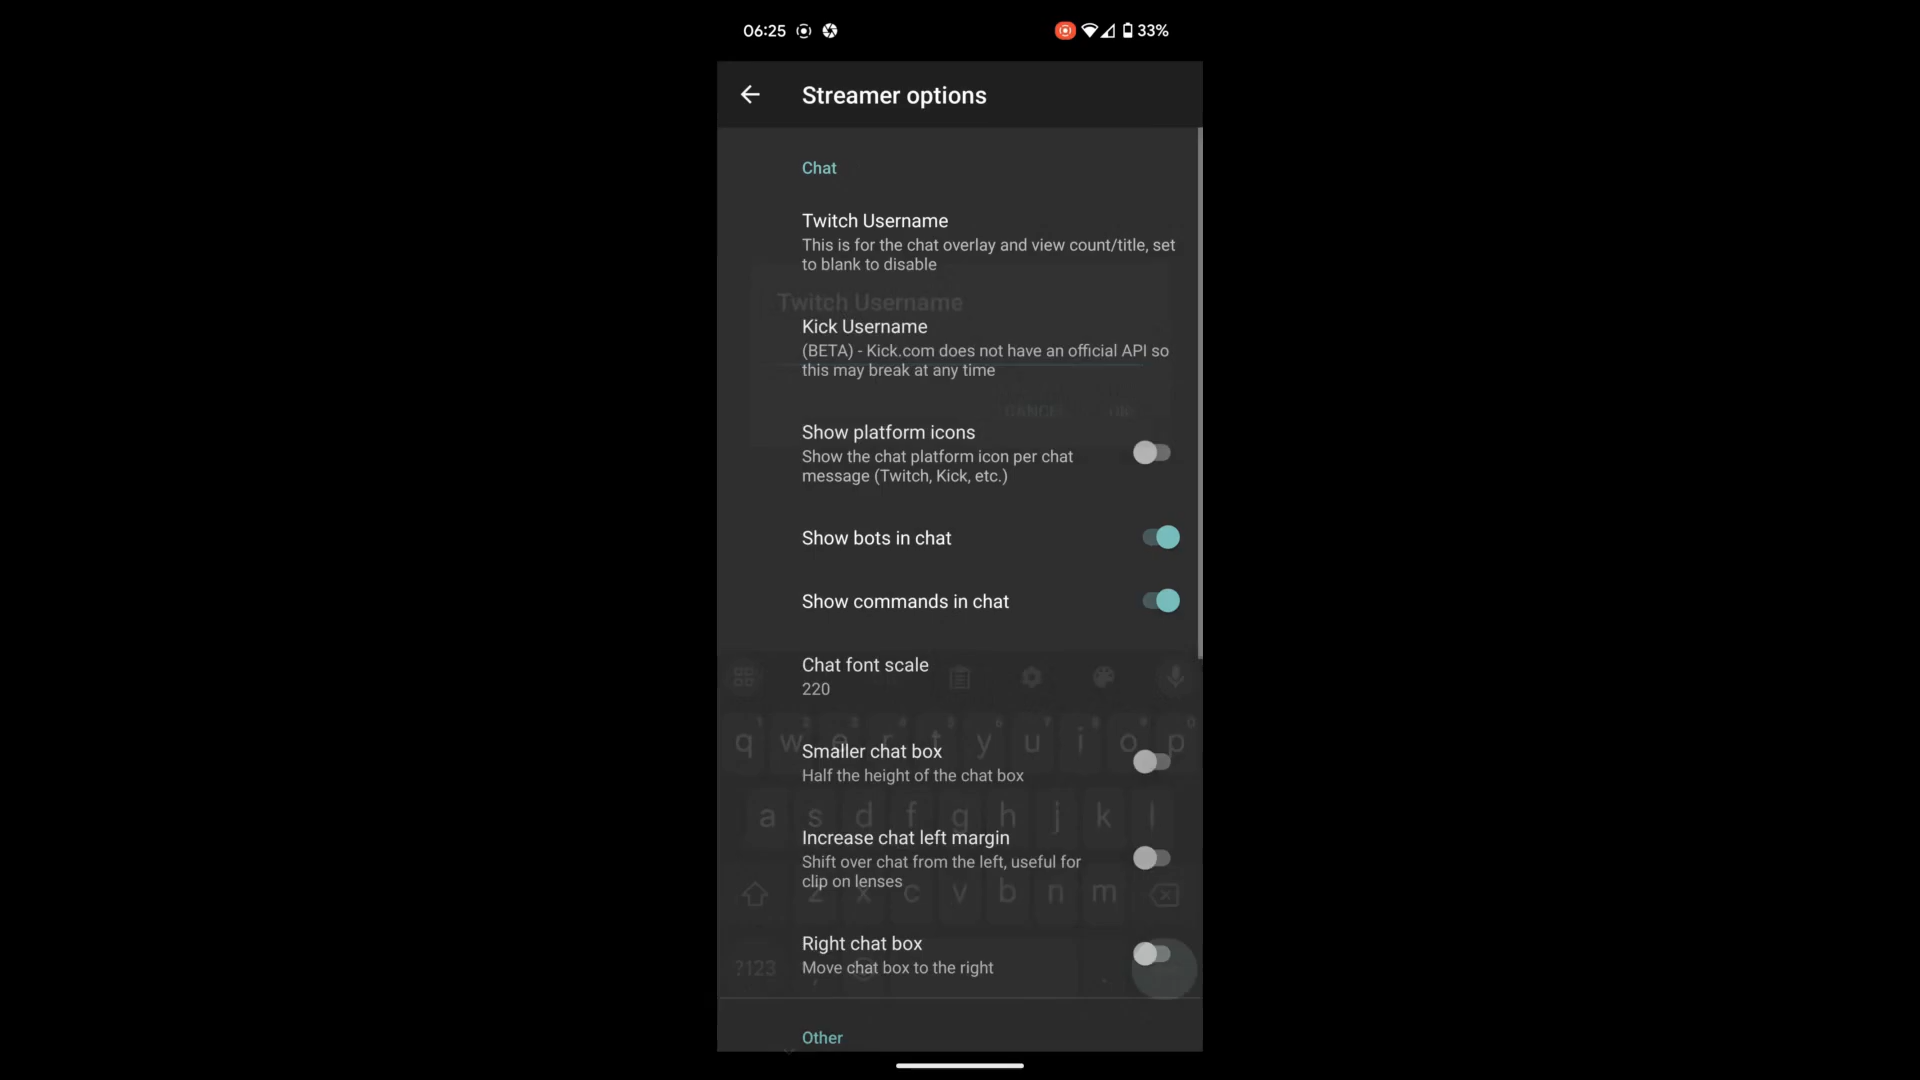 06:25
33%
Streamer options
Chat
Twitch Username
This is for the chat overlay and view count/title, set
to blank to disable
Twitch Username
Kick Username
(BETA) - Kick.com does not have an official API so
this may break at any time
CANCEL OK
Show platform icons
Show the chat platform icon per chat
message (Twitch, Kick, etc.)
Show bots in chat
Show commands in chat
Chat font scale
220
q w e r t y u i o p
Smaller chat box
Half the height of the chat box
a s d f g h j k l
Increase chat left margin
Shift over chat from the left, useful for
clip on lenses
z x c v b n m
Right chat box
Move chat box to the right
?123 , .
Other